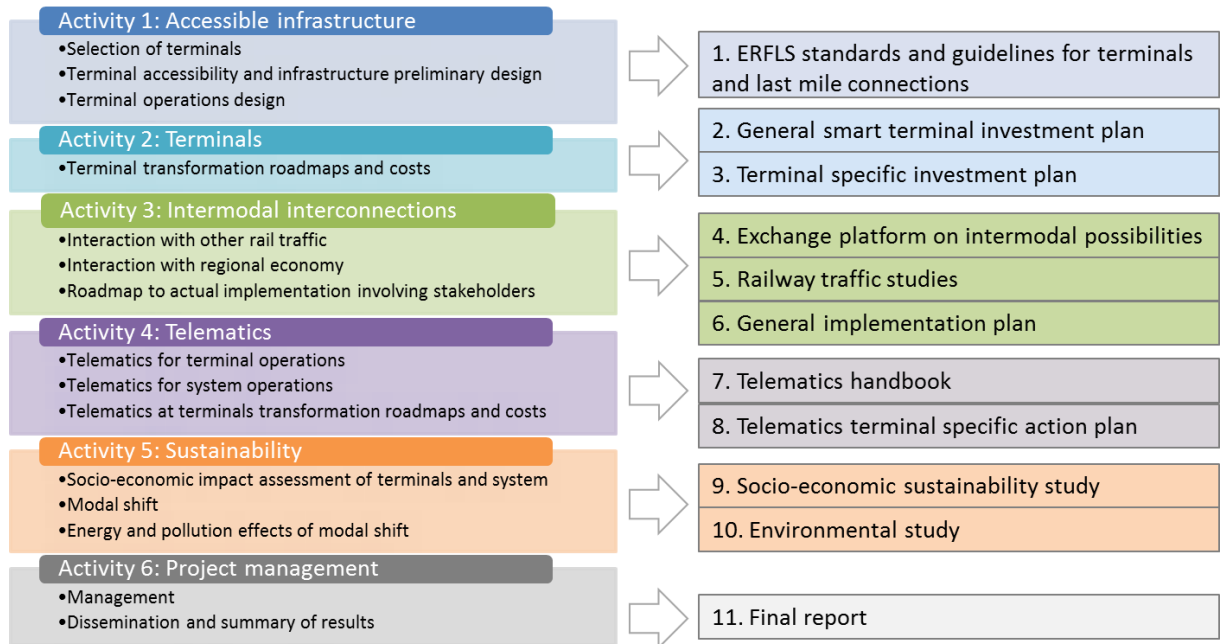 Activity 1: Accessible infrastructure
•Selection of terminals
•Terminal accessibility and infrastructure preliminary design
•Terminal operations design
1. ERFLS standards and guidelines for terminals
and last mile connections
Activity 2: Terminals
•Terminal transformation roadmaps and costs
2. General smart terminal investment plan
3. Terminal specific investment plan
Activity 3: Intermodal interconnections
•Interaction with other rail traffic
•Interaction with regional economy
•Roadmap to actual implementation involving stakeholders
4. Exchange platform on intermodal possibilities
5. Railway traffic studies
6. General implementation plan
Activity 4: Telematics
•Telematics for terminal operations
•Telematics for system operations
•Telematics at terminals transformation roadmaps and costs
7. Telematics handbook
8. Telematics terminal specific action plan
Activity 5: Sustainability
•Socio-economic impact assessment of terminals and system
•Modal shift
•Energy and pollution effects of modal shift
9. Socio-economic sustainability study
10. Environmental study
Activity 6: Project management
•Management
•Dissemination and summary of results
11. Final report